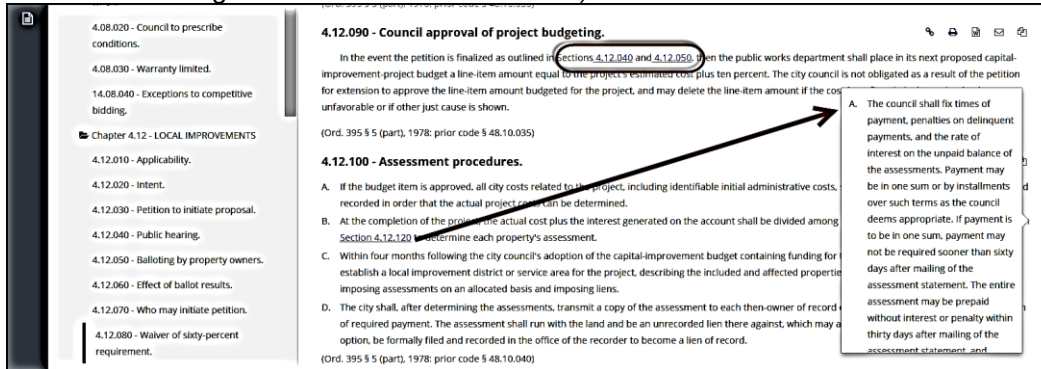 4.08.020 - Council to prescribe
conditions.
4.08.030 - Warranty limited.
14.08.040 - Exceptions to competitive
bidding.
Chapter 4.12 - LOCAL IMPROVEMENTS
4.12.010 - Applicability.
4.12.020 - Intent.
4.12.030 - Petition to initiate proposal.
4.12.040 - Public hearing.
4.12.050 - Balloting by property owners.
4.12.060 - Effect of ballot results.
4.12.070 - Who may initiate petition.
4.12.080 - Waiver of sixty-percent
requirement.
4.12.090 - Council approval of project budgeting.
In the event the petition is finalized as outlined in Sections 4.12.040 and 4.12.050, then the public works department shall place in its next proposed capital-
improvement-project budget a line-item amount equal to the project's estimated cost plus ten percent. The city council is not obligated as a result of the petition
for extension to approve the line-item amount budgeted for the project, and may delete the line-item amount if the
unfavorable or if other just cause is shown.
(Ord. 395 § 5 (part), 1978: prior code § 48.10.035)
4.12.100 - Assessment procedures.
A. If the budget item is approved, all city costs related to the project, including identifiable initial administrative costs,
recorded in order that the actual project costs can be determined.
B. At the completion of the project, the actual cost plus the interest generated on the account shall be divided among
Section 4.12.120 to determine each property's assessment.
C. Within four months following the city council's adoption of the capital-improvement budget containing funding for
establish a local improvement district or service area for the project, describing the included and affected
imposing assessments on an allocated basis and imposing liens.
D. The city shall, after determining the assessments, transmit a copy of the assessment to each then-owner of record
of required payment. The assessment shall run with the land and be an unrecorded lien there against, which may
option, be formally filed and recorded in the office of the recorder to become a lien of record.
(Ord. 395 § 5 (part), 1978: prior code § 48.10.040)
A. The council shall fix times of
payment, penalties on delinquent
payments, and the rate of
interest on the unpaid balance of
the assessments. Payment may
be in one sum or by installments
over such terms as the council
deems appropriate. If payment is
to be in one sum, payment may
not be required sooner than sixty
days after mailing of the
assessment statement. The entire
assessment may be prepaid
without interest or penalty within
thirty days after mailing of the
assessment statement, and